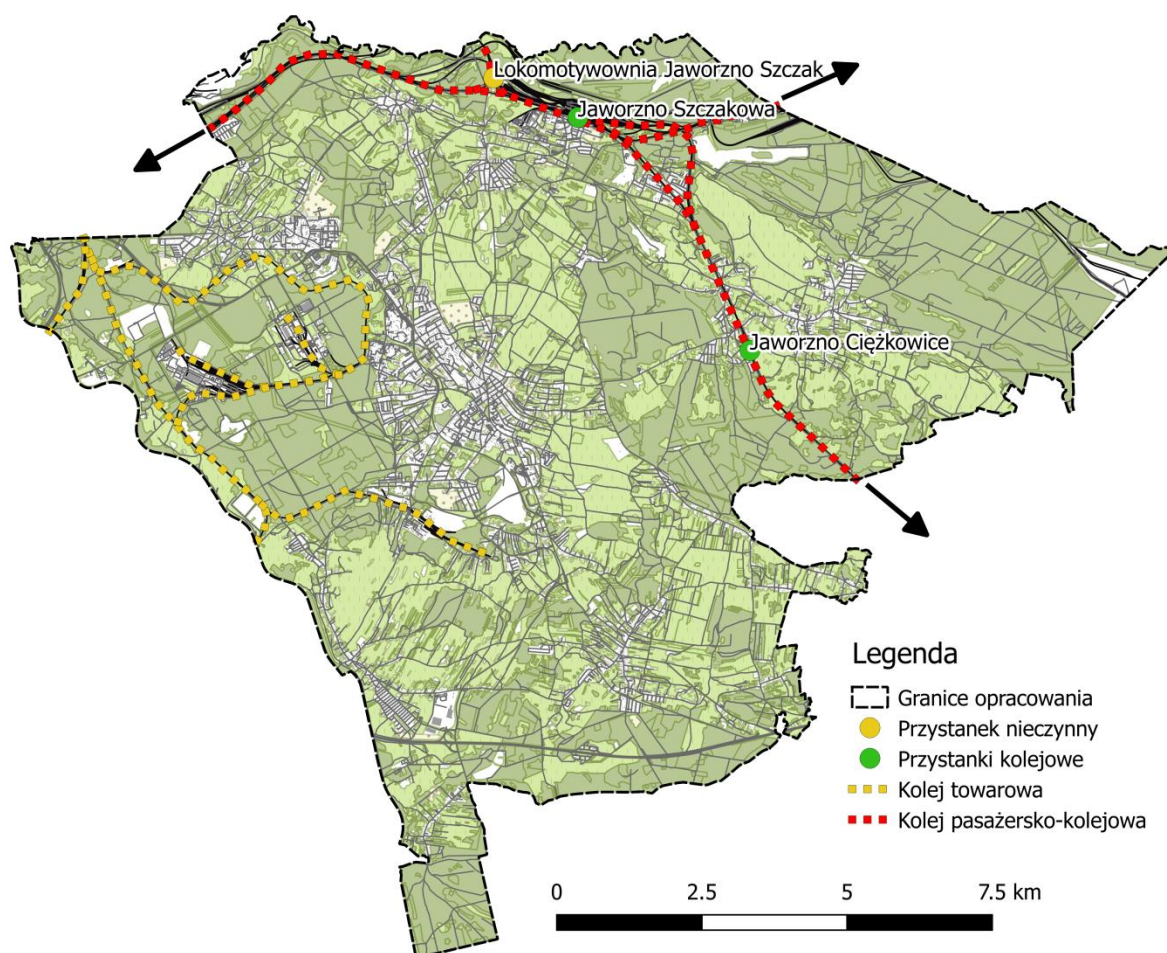 Lokomotywownia Jaworzno Szczak
Jaworzno Szczakowa
Jaworzno Ciężkowice
Legenda
Granice opracowania
Przystanek nieczynny
Przystanki kolejowe
Kolej towarowa
Kolej pasażersko-kolejowa
0 2.5 5 7.5 km